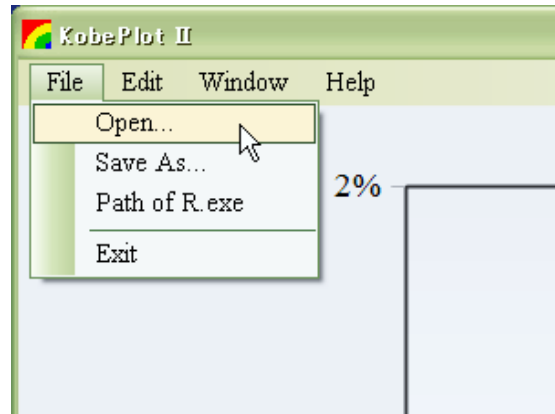 KobePlot II
File Edit Window Help
Open...
Save As...
Path of R.exe
2%
Exit